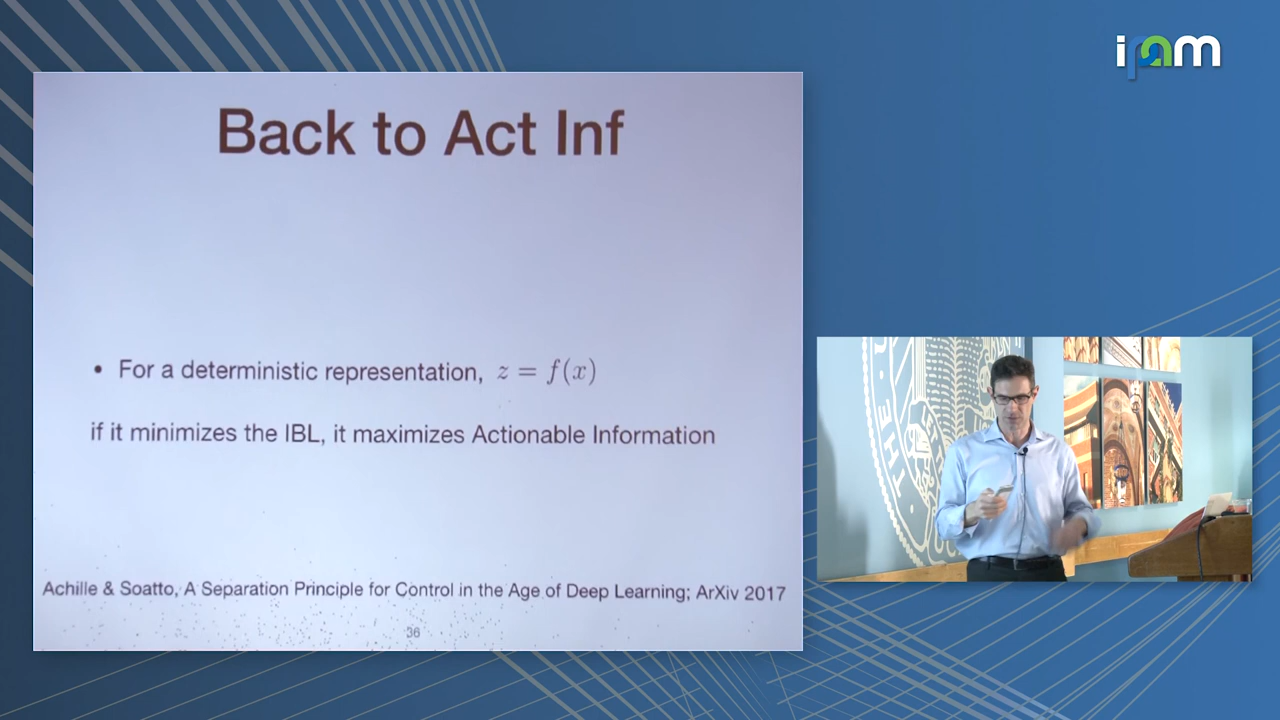 ipam
Back to Act Inf
• For a deterministic representation, z = f(x)
if it minimizes the IBL, it maximizes Actionable Information
Achille & Soatto, A Separation Principle for Control in the Age of Deep Learning; ArXiv 2017
36
THE